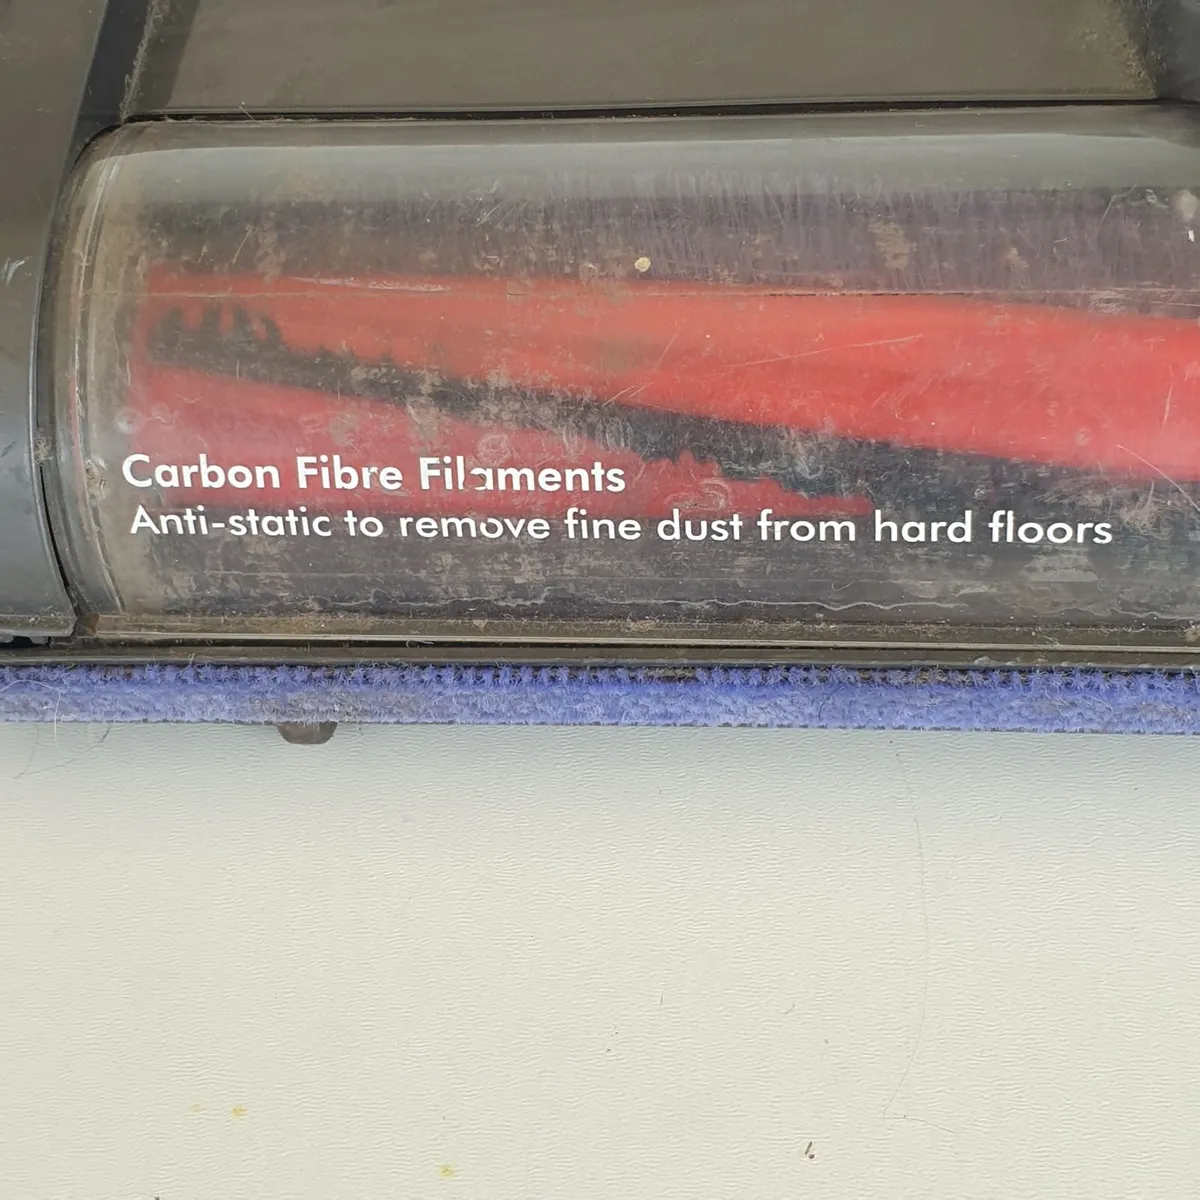 Carbon Fibre Filaments
Anti-static to remove fine dust from hard floors